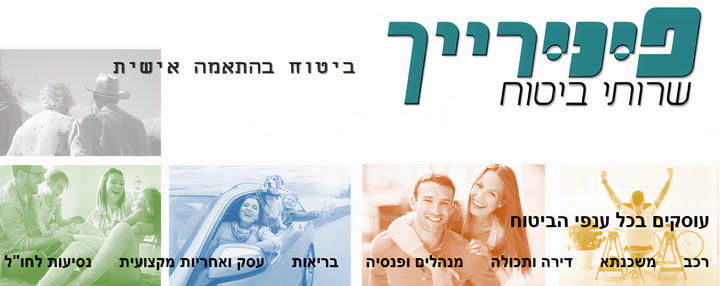 פינירייך
שרותי ביטוח
ביטוח בהתאמה אישית
עוסקים בכל ענפי הביטוח
רכב משכנתא דירה ותכולה מנהלים ופנסיה בריאות עסק ואחריות מקצועית נסיעות לחו"ל